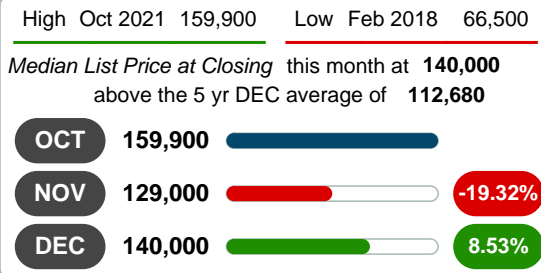 High Oct 2021 159,900 Low Feb 2018 66,500
Median List Price at Closing this month at 140,000
above the 5 yr DEC average of 112,680
OCT 159,900
NOV 129,000 -19.32%
DEC 140,000 8.53%